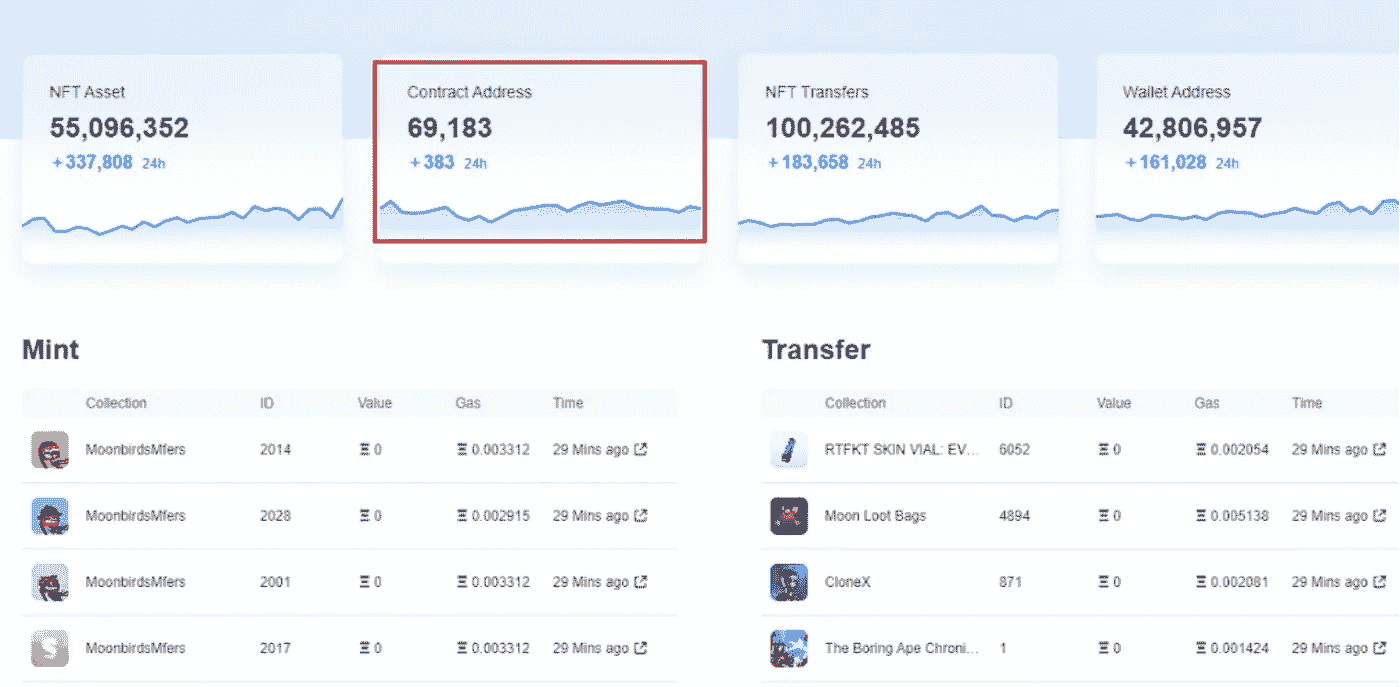 NFT Asset
55,096,352
+337,808 24h
Contract Address
69,183
+383 24h
NFT Transfers
100,262,485
+183,658 24h
Wallet Address
42,806,957
+161,028 24h
Mint
Collection ID Value Gas Time
MoonbirdsMfers 2014 Ξ 0 Ξ 0.003312 29 Mins ago
MoonbirdsMfers 2028 Ξ 0 Ξ 0.002915 29 Mins ago
MoonbirdsMfers 2001 Ξ 0 Ξ 0.003312 29 Mins ago
S MoonbirdsMfers 2017 Ξ 0 Ξ 0.003312 29 Mins ago
Transfer
Collection ID Value Gas Time
RTFKT SKIN VIAL: EV... 6052 Ξ 0 Ξ 0.002054 29 Mins ago
Moon Loot Bags 4894 Ξ 0 Ξ 0.005138 29 Mins ago
CloneX 871 Ξ 0 Ξ 0.002081 29 Mins ago
The Boring Ape Chroni... 1 Ξ 0 Ξ 0.001424 29 Mins ago